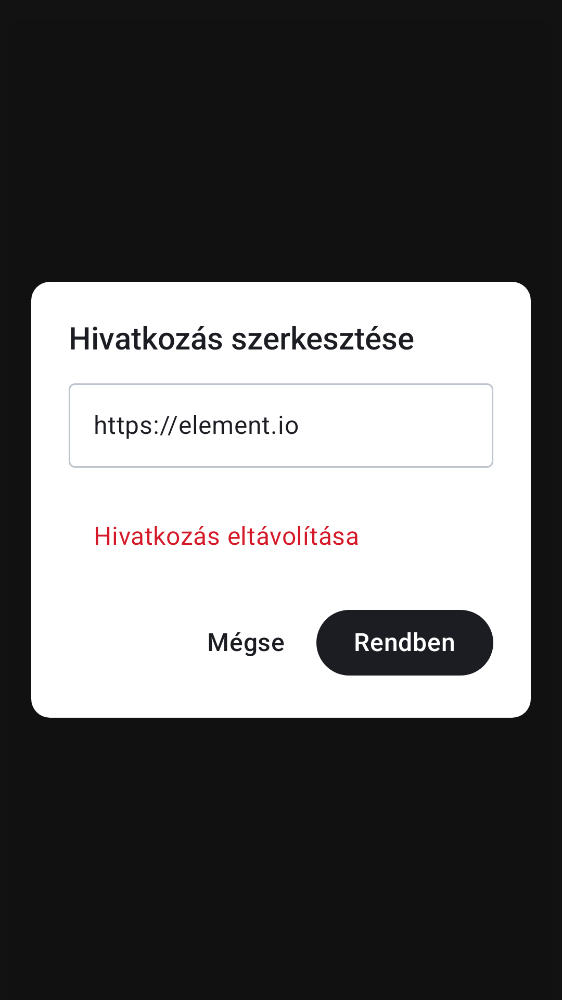 Hivatkozás szerkesztése
https://element.io
Hivatkozás eltávolítása
Mégse
Rendben